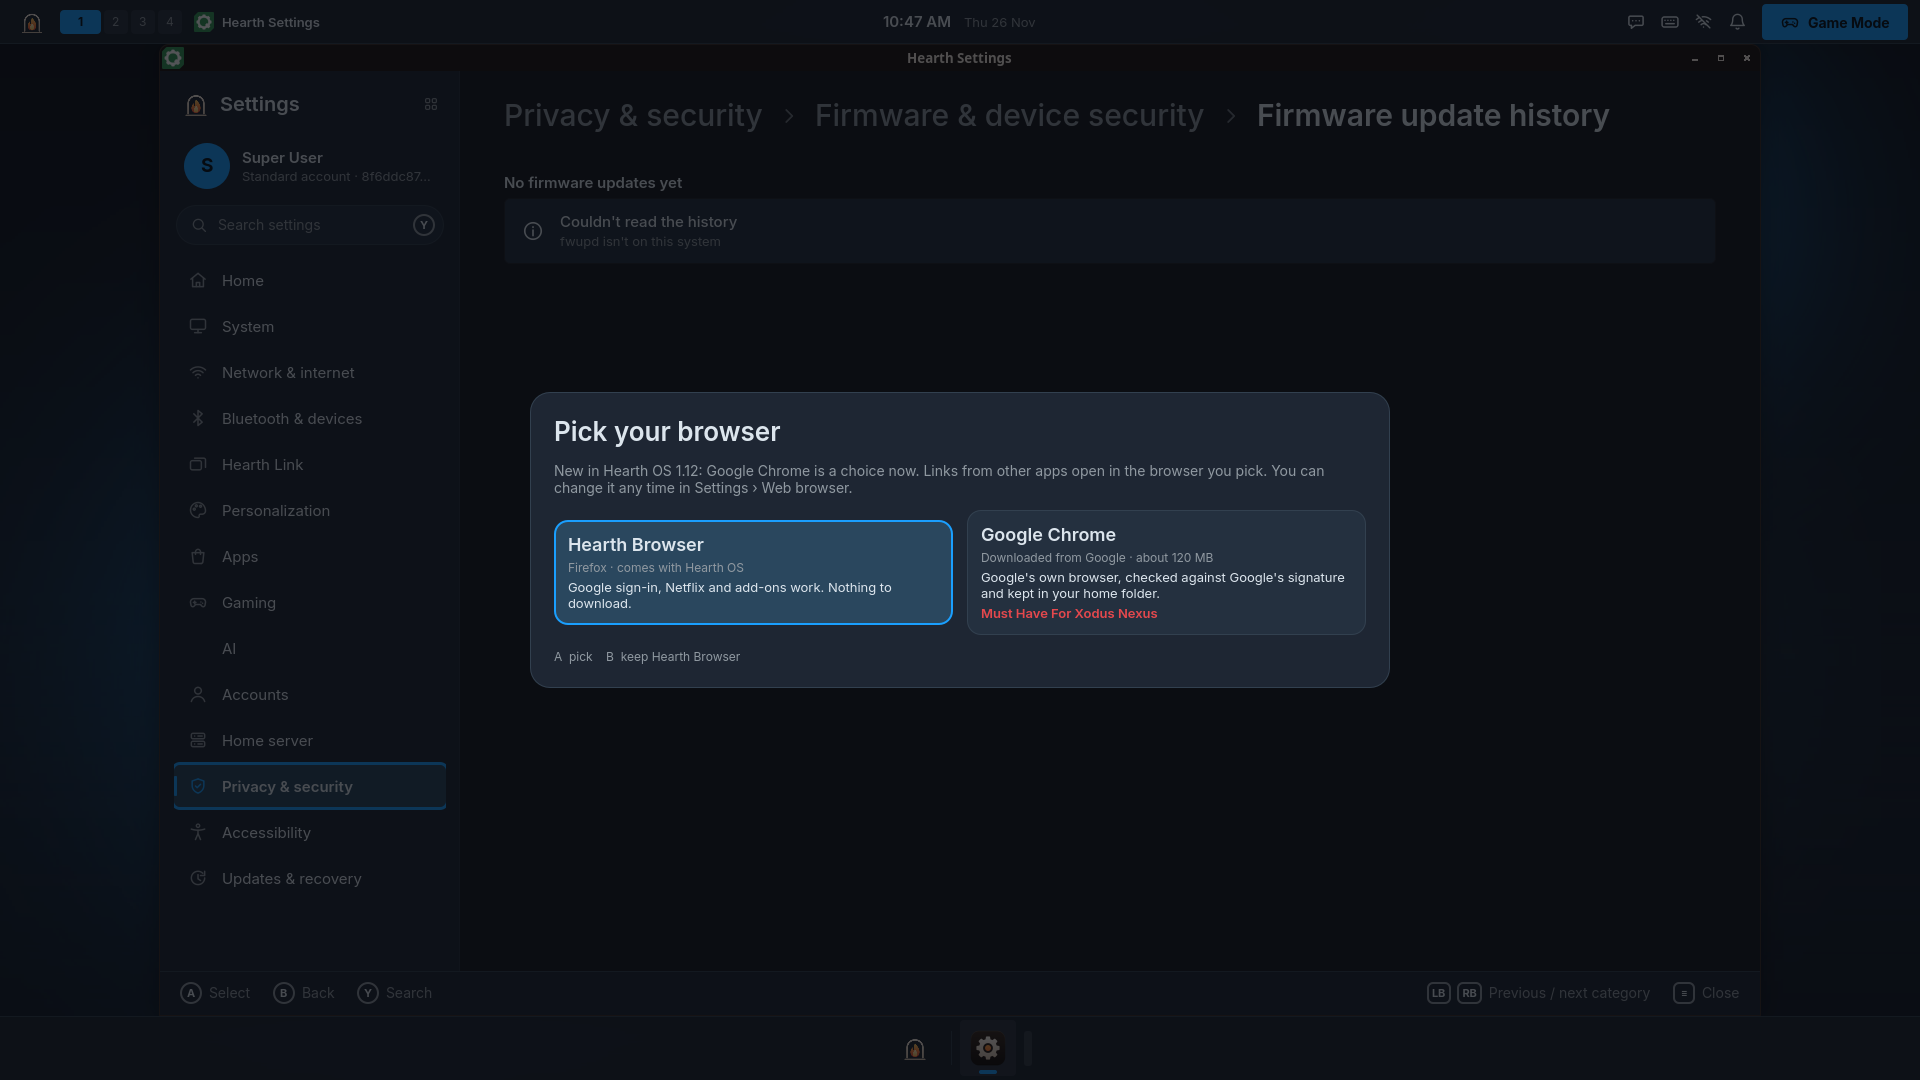 1 2 3 4 Hearth Settings
10:47 AM Thu 26 Nov
Game Mode
Hearth Settings
Settings
S
Super User
Standard account · 8f6ddc87...
Search settings Y
Home
System
Network & internet
Bluetooth & devices
Hearth Link
Personalization
Apps
Gaming
AI
Accounts
Home server
Privacy & security
Accessibility
Updates & recovery
Privacy & security > Firmware & device security > Firmware update history
No firmware updates yet
Couldn't read the history
fwupd isn't on this system
Pick your browser
New in Hearth OS 1.12: Google Chrome is a choice now. Links from other apps open in the browser you pick. You can
change it any time in Settings › Web browser.
Hearth Browser
Firefox · comes with Hearth OS
Google sign-in, Netflix and add-ons work. Nothing to
download.
Google Chrome
Downloaded from Google · about 120 MB
Google's own browser, checked against Google's signature
and kept in your home folder.
Must Have For Xodus Nexus
A pick B keep Hearth Browser
A Select B Back Y Search
LB RB Previous / next category ≡ Close